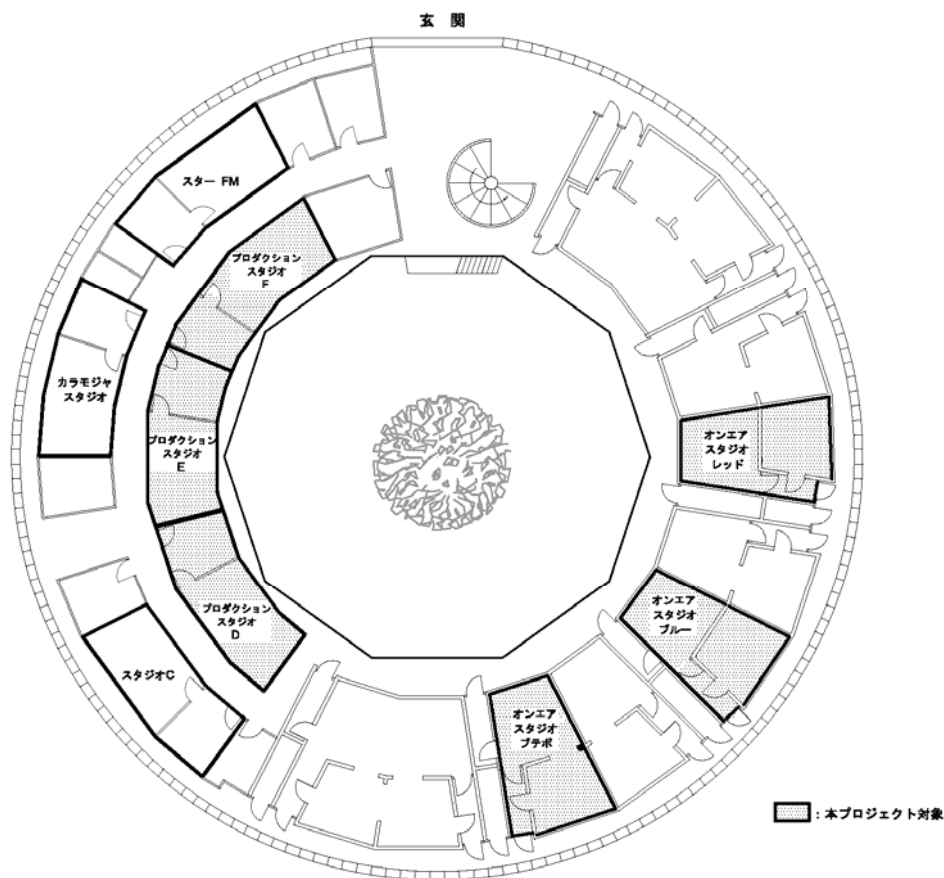 玄 関
スター FM
プロダクション
スタジオ
F
カラモジャ
スタジオ
プロダクション
スタジオ
E
プロダクション
スタジオ
D
スタジオC
オンエア
スタジオ
レッド
オンエア
スタジオ
ブルー
オンエア
スタジオ
ブテボ
：本プロジェクト対象